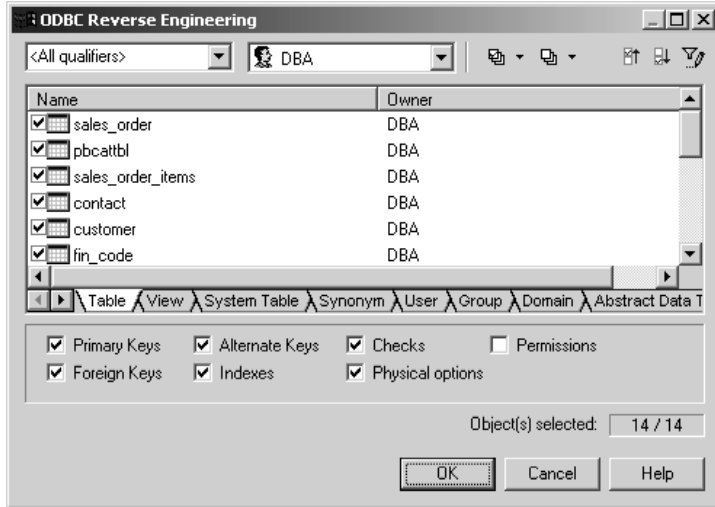 ODBC Reverse Engineering
<All qualifiers> DBA
Name Owner
sales_order DBA
pbcattbl DBA
sales_order_items DBA
contact DBA
customer DBA
fin_code DBA
Table View System Table Synonym User Group Domain Abstract Data T
Primary Keys Alternate Keys Checks Permissions
Foreign Keys Indexes Physical options
Object(s) selected: 14 / 14
OK Cancel Help